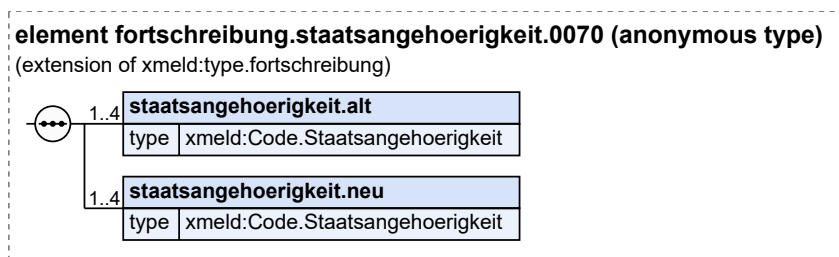 element fortschreibung.staatsangehoerigkeit.0070 (anonymous type)
(extension of xmeld:type.fortschreibung)
1..4 staatsangehoerigkeit.alt
type xmeld:Code.Staatsangehoerigkeit
1..4 staatsangehoerigkeit.neu
type xmeld:Code.Staatsangehoerigkeit